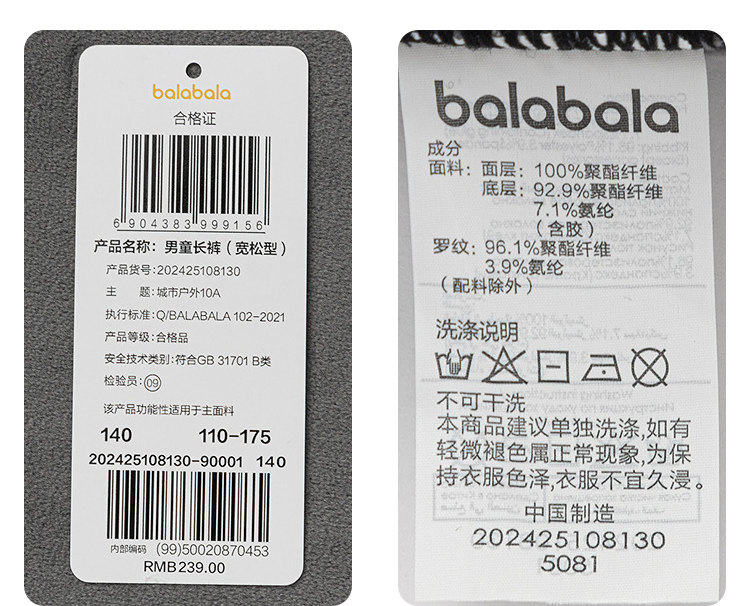 balabala
合格证
6 904383 999156
产品名称: 男童长裤(宽松型)
产品货号:202425108130
主 题:城市户外10A
执行标准:Q/BALABALA 102-2021
产品等级:合格品
安全技术类别:符合GB 31701 B类
检验员:09
该产品功能性适用于主面料
140 110-175
202425108130-90001 140
内部编码 (99)50020870453
RMB239.00
balabala
成分
面料: 面层: 100%聚酯纤维
底层: 92.9%聚酯纤维
7.1%氨纶
(含胶)
罗纹: 96.1%聚酯纤维
3.9%氨纶
(配料除外)
洗涤说明
不可干洗
本商品建议单独洗涤,如有
轻微褪色属正常现象,为保
持衣服色泽,衣服不宜久浸。
中国制造
202425108130
5081